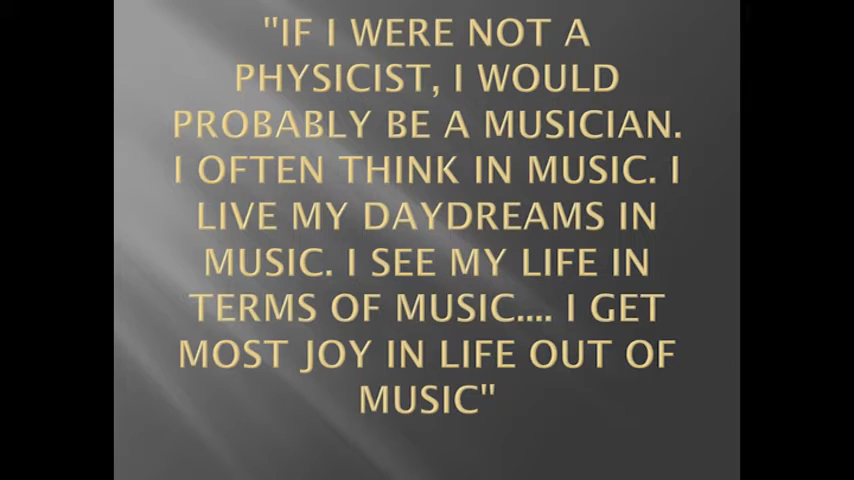 "IF I WERE NOT A
PHYSICIST, I WOULD
PROBABLY BE A MUSICIAN.
I OFTEN THINK IN MUSIC. I
LIVE MY DAYDREAMS IN
MUSIC. I SEE MY LIFE IN
TERMS OF MUSIC.... I GET
MOST JOY IN LIFE OUT OF
MUSIC"